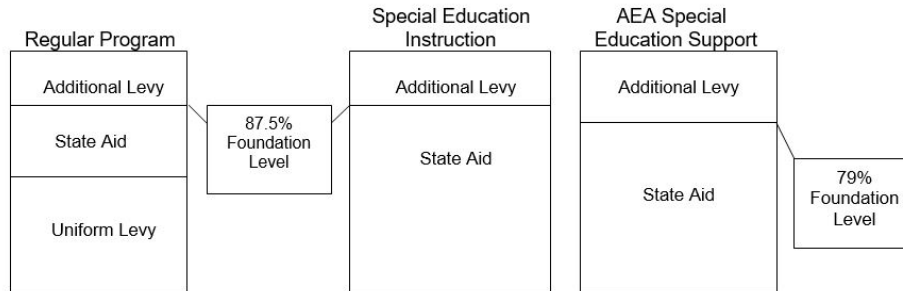 Regular Program
Additional Levy
State Aid
Uniform Levy
87.5%
Foundation
Level
Special Education
Instruction
Additional Levy
State Aid
AEA Special
Education Support
Additional Levy
State Aid
79%
Foundation
Level